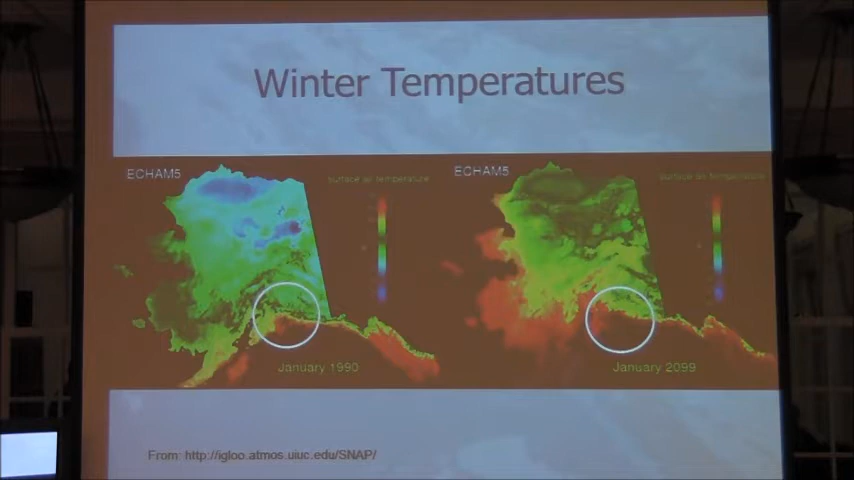 Winter Temperatures
ECHAM5
surface air temperature
ECHAM5
surface air temperature
January 1990
January 2099
From: http://igloo.atmos.uiuc.edu/SNAP/